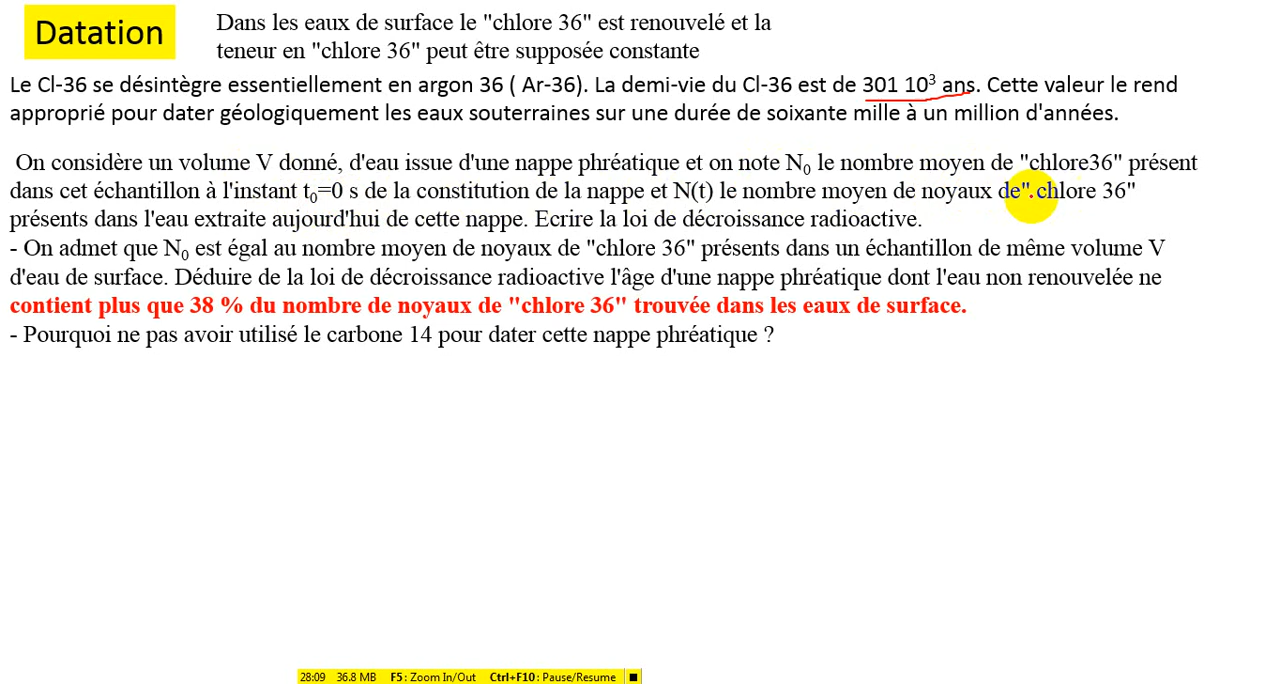 Datation
Dans les eaux de surface le "chlore 36" est renouvelé et la
teneur en "chlore 36" peut être supposée constante
Le Cl-36 se désintègre essentiellement en argon 36 ( Ar-36). La demi-vie du Cl-36 est de 301 10³ ans. Cette valeur le rend
approprié pour dater géologiquement les eaux souterraines sur une durée de soixante mille à un million d'années.
On considère un volume V donné, d'eau issue d'une nappe phréatique et on note N₀ le nombre moyen de "chlore36" présent
dans cet échantillon à l'instant t₀=0 s de la constitution de la nappe et N(t) le nombre moyen de noyaux de" chlore 36"
présents dans l'eau extraite aujourd'hui de cette nappe. Ecrire la loi de décroissance radioactive.
- On admet que N₀ est égal au nombre moyen de noyaux de "chlore 36" présents dans un échantillon de même volume V
d'eau de surface. Déduire de la loi de décroissance radioactive l'âge d'une nappe phréatique dont l'eau non renouvelée ne
contient plus que 38 % du nombre de noyaux de "chlore 36" trouvée dans les eaux de surface.
- Pourquoi ne pas avoir utilisé le carbone 14 pour dater cette nappe phréatique ?
28:09 36.8 MB F5: Zoom In/Out Ctrl+F10: Pause/Resume